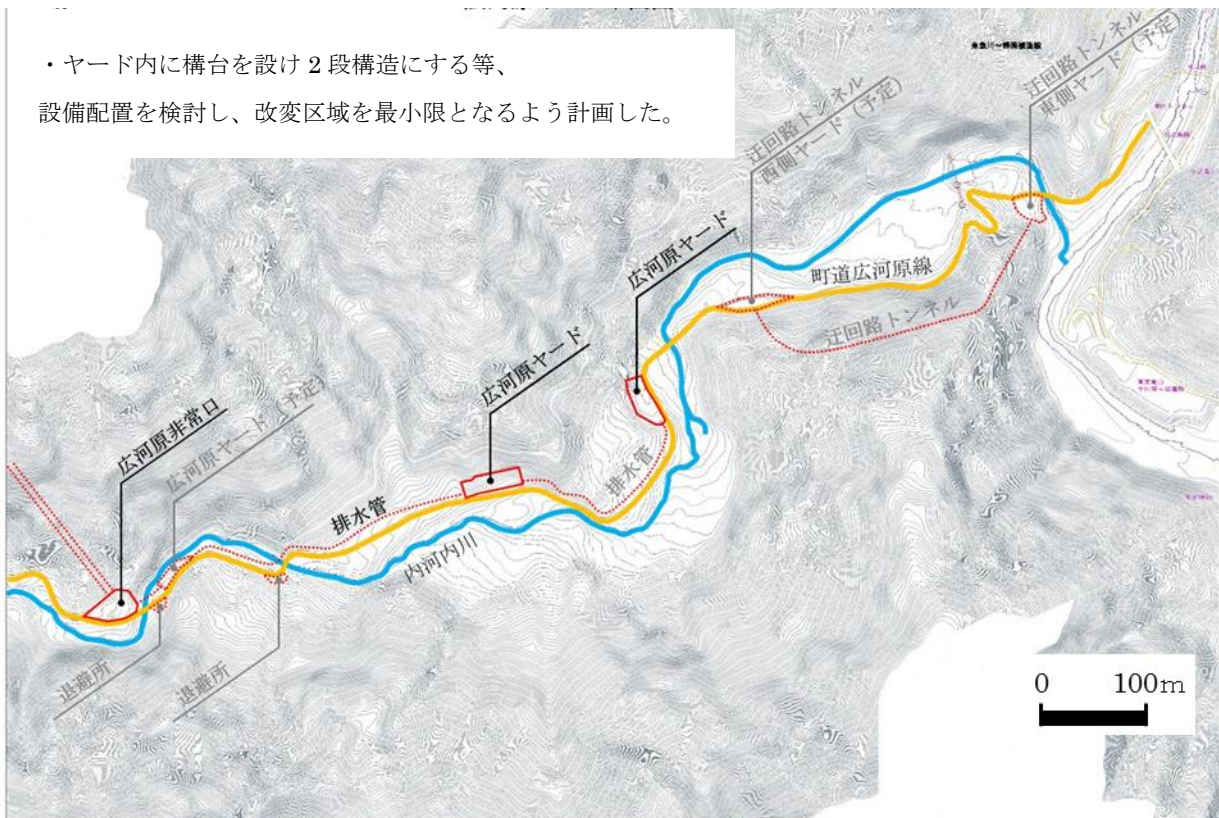 ・ヤード内に構台を設け 2 段構造にする等、
設備配置を検討し、改変区域を最小限となるよう計画した。
迂回路トンネル
東側ヤード（予定）
迂回路トンネル
西側ヤード（予定）
広河原ヤード
町道広河原線
迂回路トンネル
広河原ヤード
広河原非常口
広河原ヤード（予定）
排水管
排水管
内河内川
退避所
退避所
0 100m